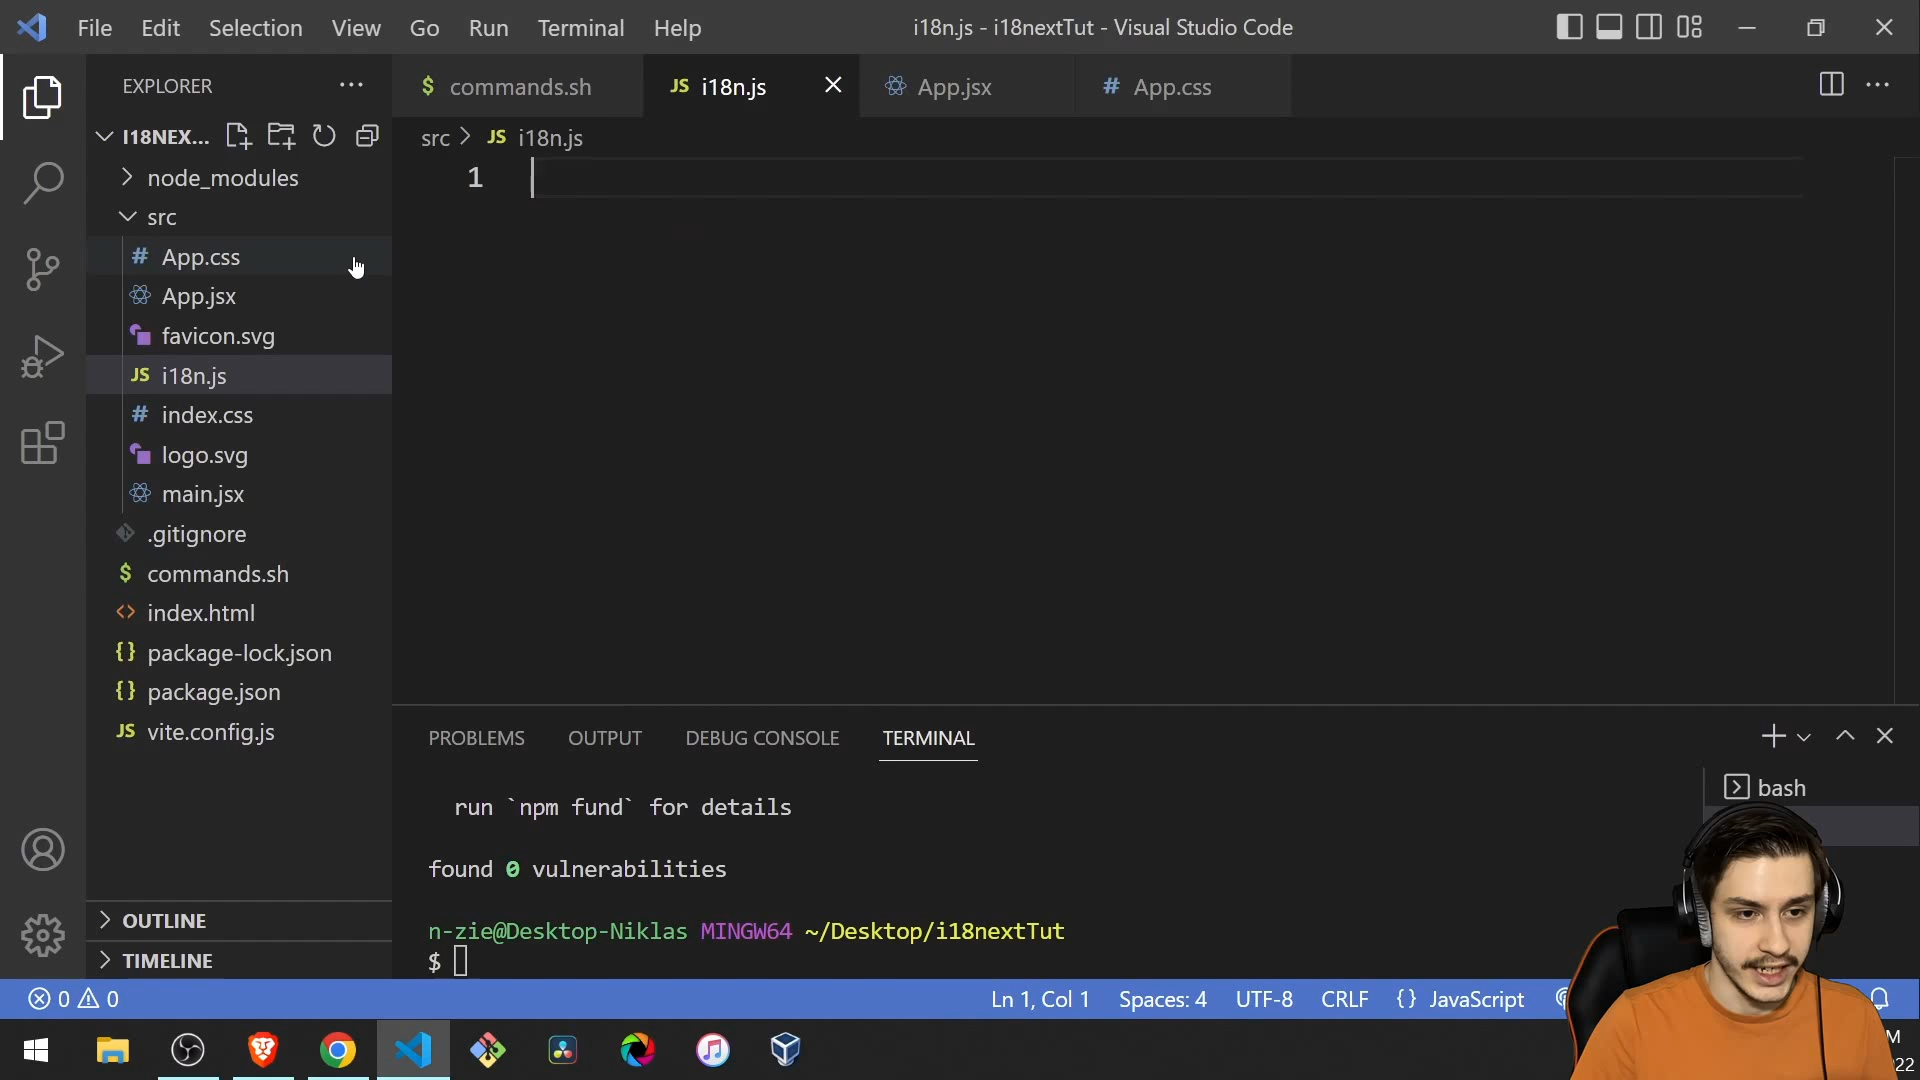 File Edit Selection View Go Run Terminal Help
i18n.js - i18nextTut - Visual Studio Code
EXPLORER
I18NEX...
node_modules
src
# App.css
App.jsx
favicon.svg
JS i18n.js
# index.css
logo.svg
main.jsx
.gitignore
$ commands.sh
<> index.html
{} package-lock.json
{} package.json
JS vite.config.js
OUTLINE
TIMELINE
$ commands.sh
JS i18n.js
App.jsx
# App.css
src > JS i18n.js
1
PROBLEMS OUTPUT DEBUG CONSOLE TERMINAL
run `npm fund` for details
found 0 vulnerabilities
n-zie@Desktop-Niklas MINGW64 ~/Desktop/i18nextTut
$
bash
0 0
Ln 1, Col 1 Spaces: 4 UTF-8 CRLF {} JavaScript
M
22